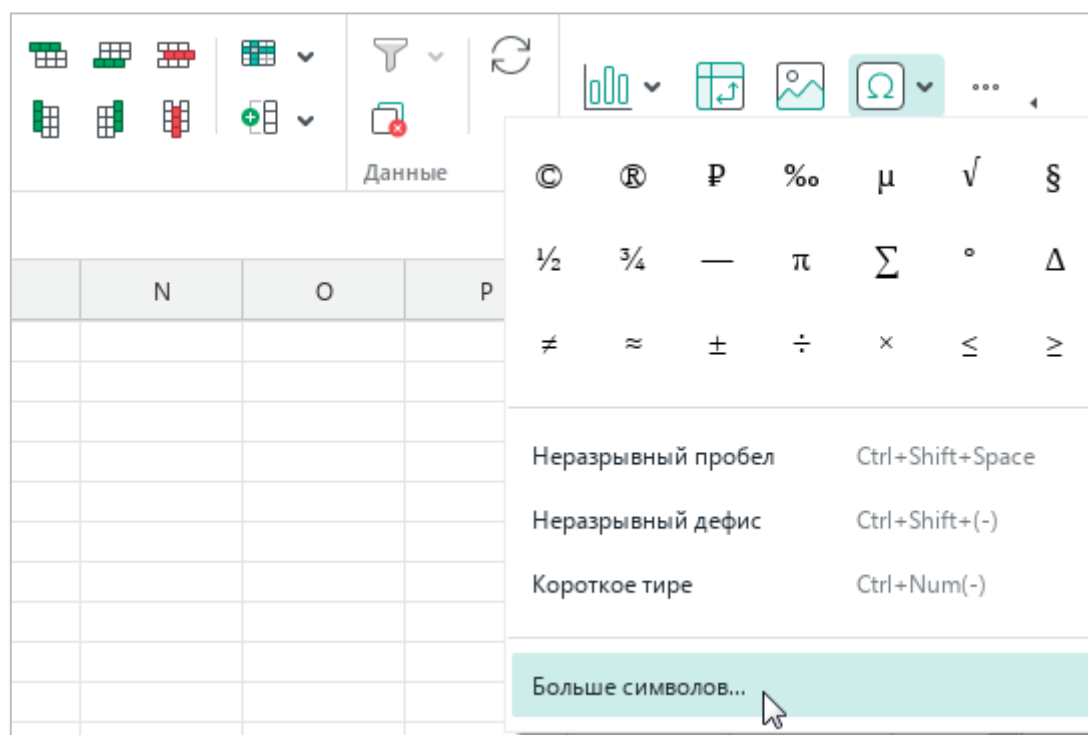 Ω
Данные
© ® ₽ ‰ µ √ §
½ ¾ — π ∑ ° Δ
≠ ≈ ± ÷ × ≤ ≥
N O P
Неразрывный пробел Ctrl+Shift+Space
Неразрывный дефис Ctrl+Shift+(-)
Короткое тире Ctrl+Num(-)
Больше символов...